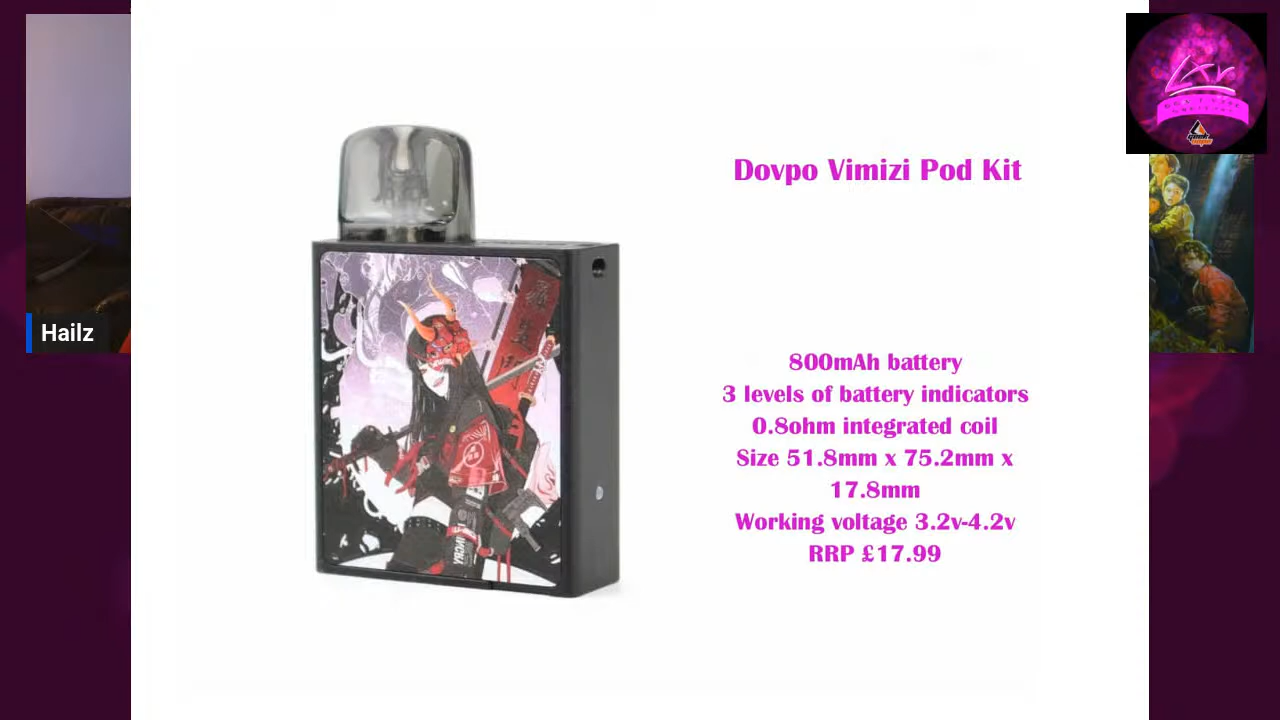 Dovpo Vimizi Pod Kit
800mAh battery
3 levels of battery indicators
0.8ohm integrated coil
Size 51.8mm x 75.2mm x
17.8mm
Working voltage 3.2v-4.2v
RRP £17.99
Hailz